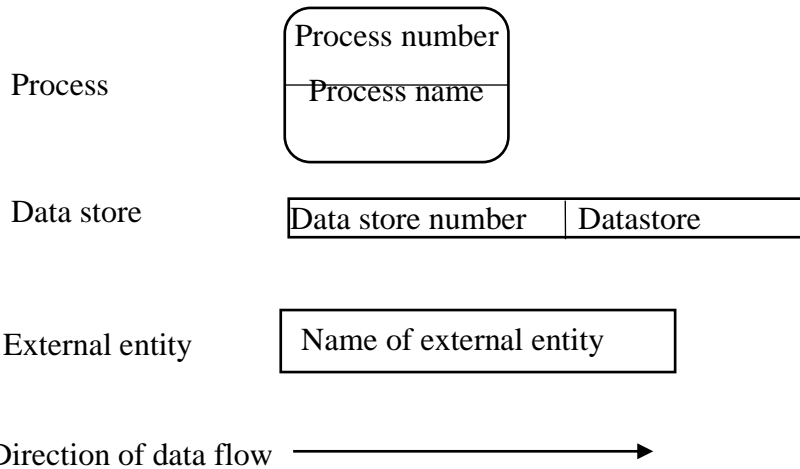 Process number
Process
Process name
Data store
Data store number Datastore
External entity
Name of external entity
Direction of data flow